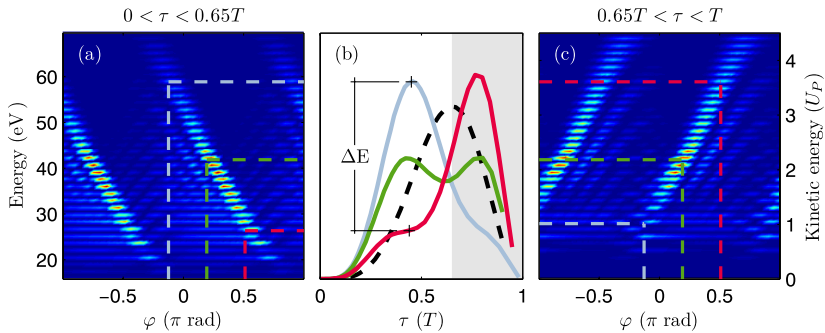 0 < τ < 0.65T
0.65T < τ < T
(a)
(b)
(c)
Energy (eV)
60
50
40
30
20
ΔE
4
3
2
1
0
Kinetic energy (U_P)
−0.5 0 0.5
φ (π rad)
0 0.5 1
τ (T)
−0.5 0 0.5
φ (π rad)